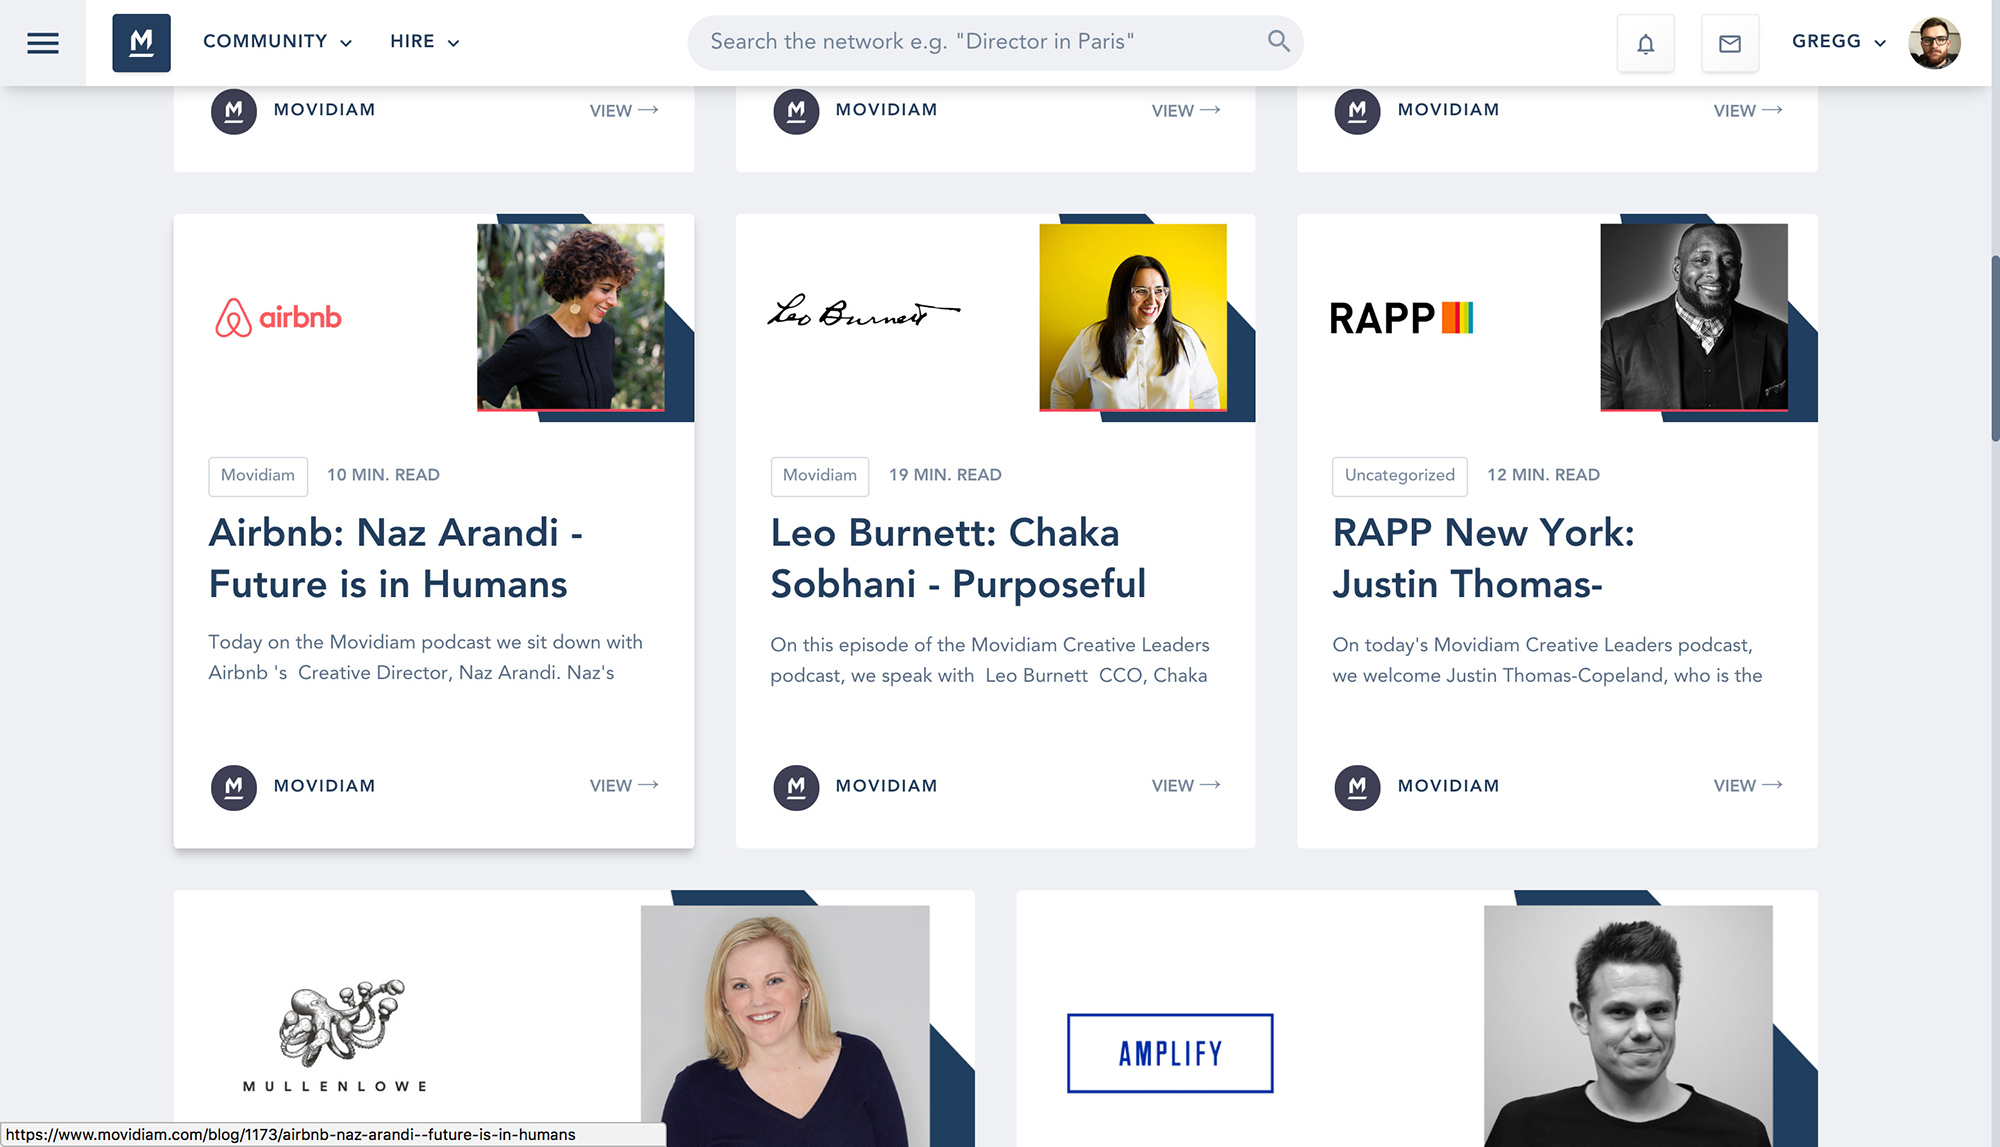 COMMUNITY
HIRE
Search the network e.g. "Director in Paris"
GREGG
M
MOVIDIAM
VIEW
M
MOVIDIAM
VIEW
M
MOVIDIAM
VIEW
airbnb
Movidiam
10 MIN. READ
Airbnb: Naz Arandi -
Future is in Humans
Today on the Movidiam podcast we sit down with
Airbnb 's Creative Director, Naz Arandi. Naz's
M
MOVIDIAM
VIEW
Leo Burnett
Movidiam
19 MIN. READ
Leo Burnett: Chaka
Sobhani - Purposeful
On this episode of the Movidiam Creative Leaders
podcast, we speak with Leo Burnett CCO, Chaka
M
MOVIDIAM
VIEW
RAPP
Uncategorized
12 MIN. READ
RAPP New York:
Justin Thomas-
On today's Movidiam Creative Leaders podcast,
we welcome Justin Thomas-Copeland, who is the
M
MOVIDIAM
VIEW
MULLENLOWE
AMPLIFY
https://www.movidiam.com/blog/1173/airbnb-naz-arandi--future-is-in-humans